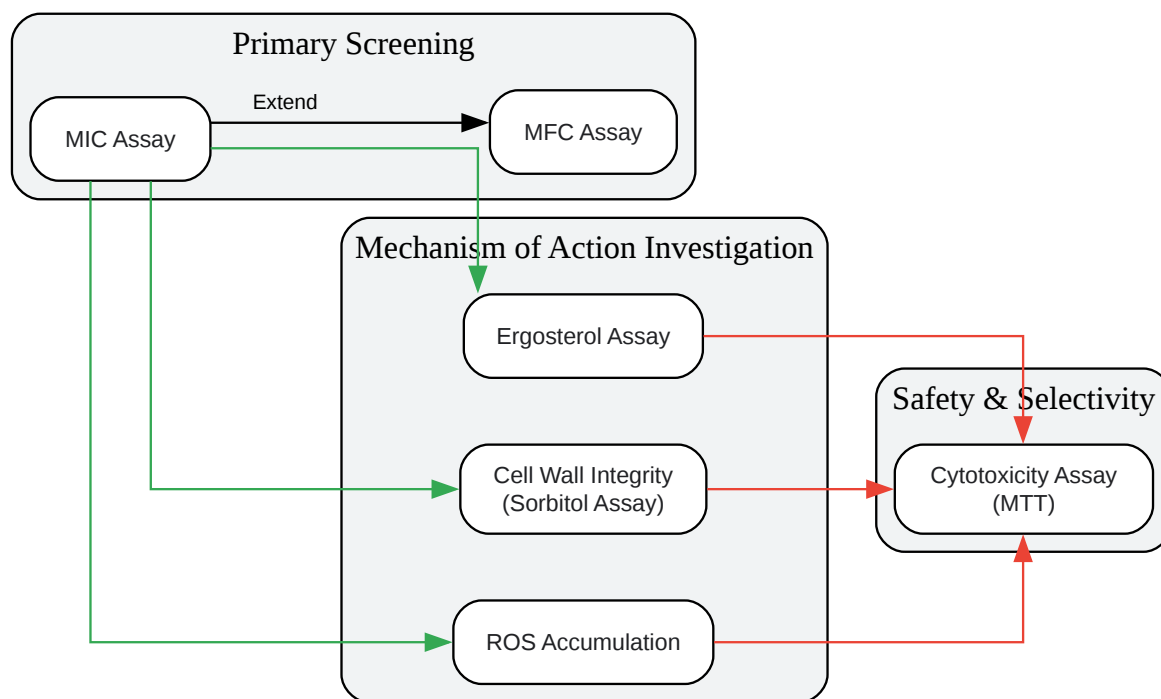 Primary Screening
MIC Assay
Extend
MFC Assay
Mechanism of Action Investigation
Ergosterol Assay
Cell Wall Integrity
(Sorbitol Assay)
ROS Accumulation
Safety & Selectivity
Cytotoxicity Assay
(MTT)